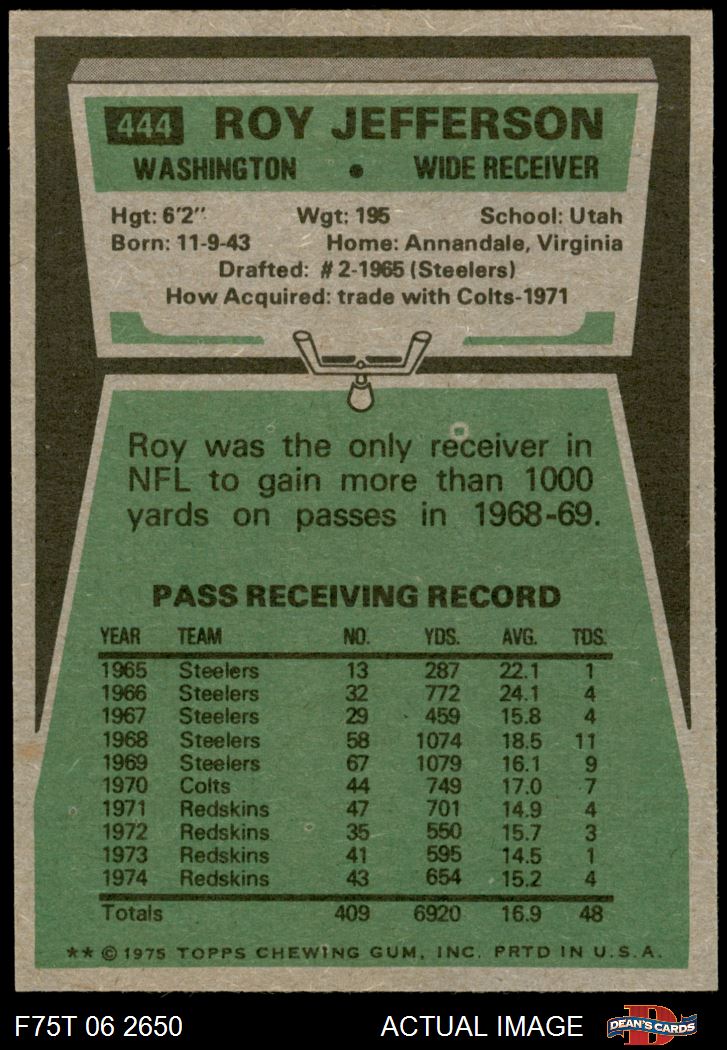 444 ROY JEFFERSON
WASHINGTON • WIDE RECEIVER
Hgt: 6'2" Wgt: 195 School: Utah
Born: 11-9-43 Home: Annandale, Virginia
Drafted: #2-1965 (Steelers)
How Acquired: trade with Colts-1971
Roy was the only receiver in
NFL to gain more than 1000
yards on passes in 1968-69.
PASS RECEIVING RECORD
YEAR TEAM NO. YDS. AVG. TDS.
1965 Steelers 13 287 22.1 1
1966 Steelers 32 772 24.1 4
1967 Steelers 29 459 15.8 4
1968 Steelers 58 1074 18.5 11
1969 Steelers 67 1079 16.1 9
1970 Colts 44 749 17.0 7
1971 Redskins 47 701 14.9 4
1972 Redskins 35 550 15.7 3
1973 Redskins 41 595 14.5 1
1974 Redskins 43 654 15.2 4
Totals 409 6920 16.9 48
** © 1975 TOPPS CHEWING GUM, INC. PRTD IN U.S.A.
F75T 06 2650 ACTUAL IMAGE D DEAN'S CARDS